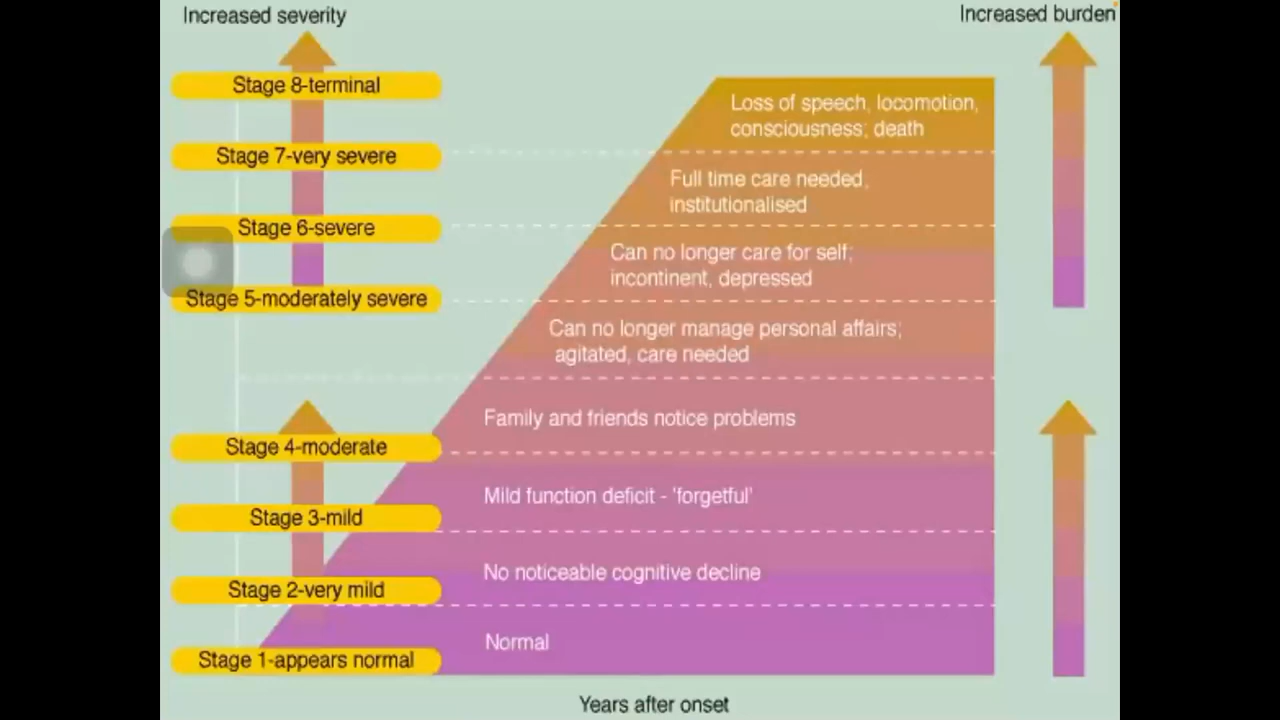 Increased severity
Increased burden
Stage 8-terminal
Loss of speech, locomotion,
consciousness; death
Stage 7-very severe
Full time care needed,
institutionalised
Stage 6-severe
Can no longer care for self;
incontinent, depressed
Stage 5-moderately severe
Can no longer manage personal affairs;
agitated, care needed
Family and friends notice problems
Stage 4-moderate
Mild function deficit - 'forgetful'
Stage 3-mild
No noticeable cognitive decline
Stage 2-very mild
Normal
Stage 1-appears normal
Years after onset